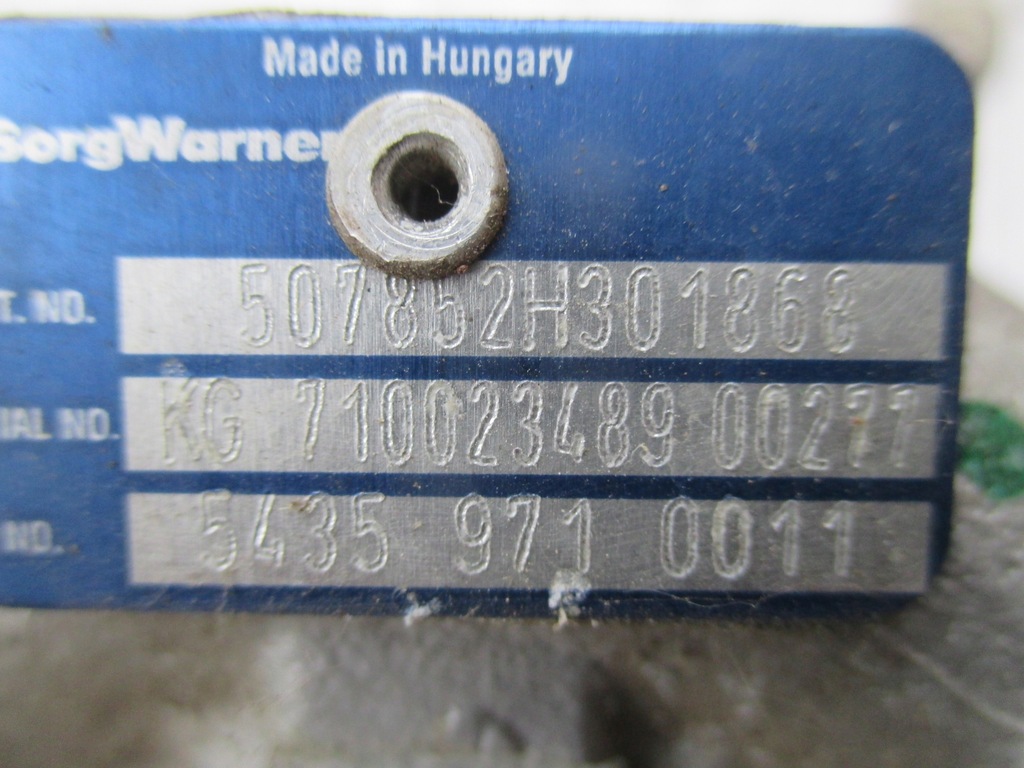 Made in Hungary
BorgWarner
T. NO. 507852H301868
IAL NO. KG 710023489 00277
NO. 5435 971 0011